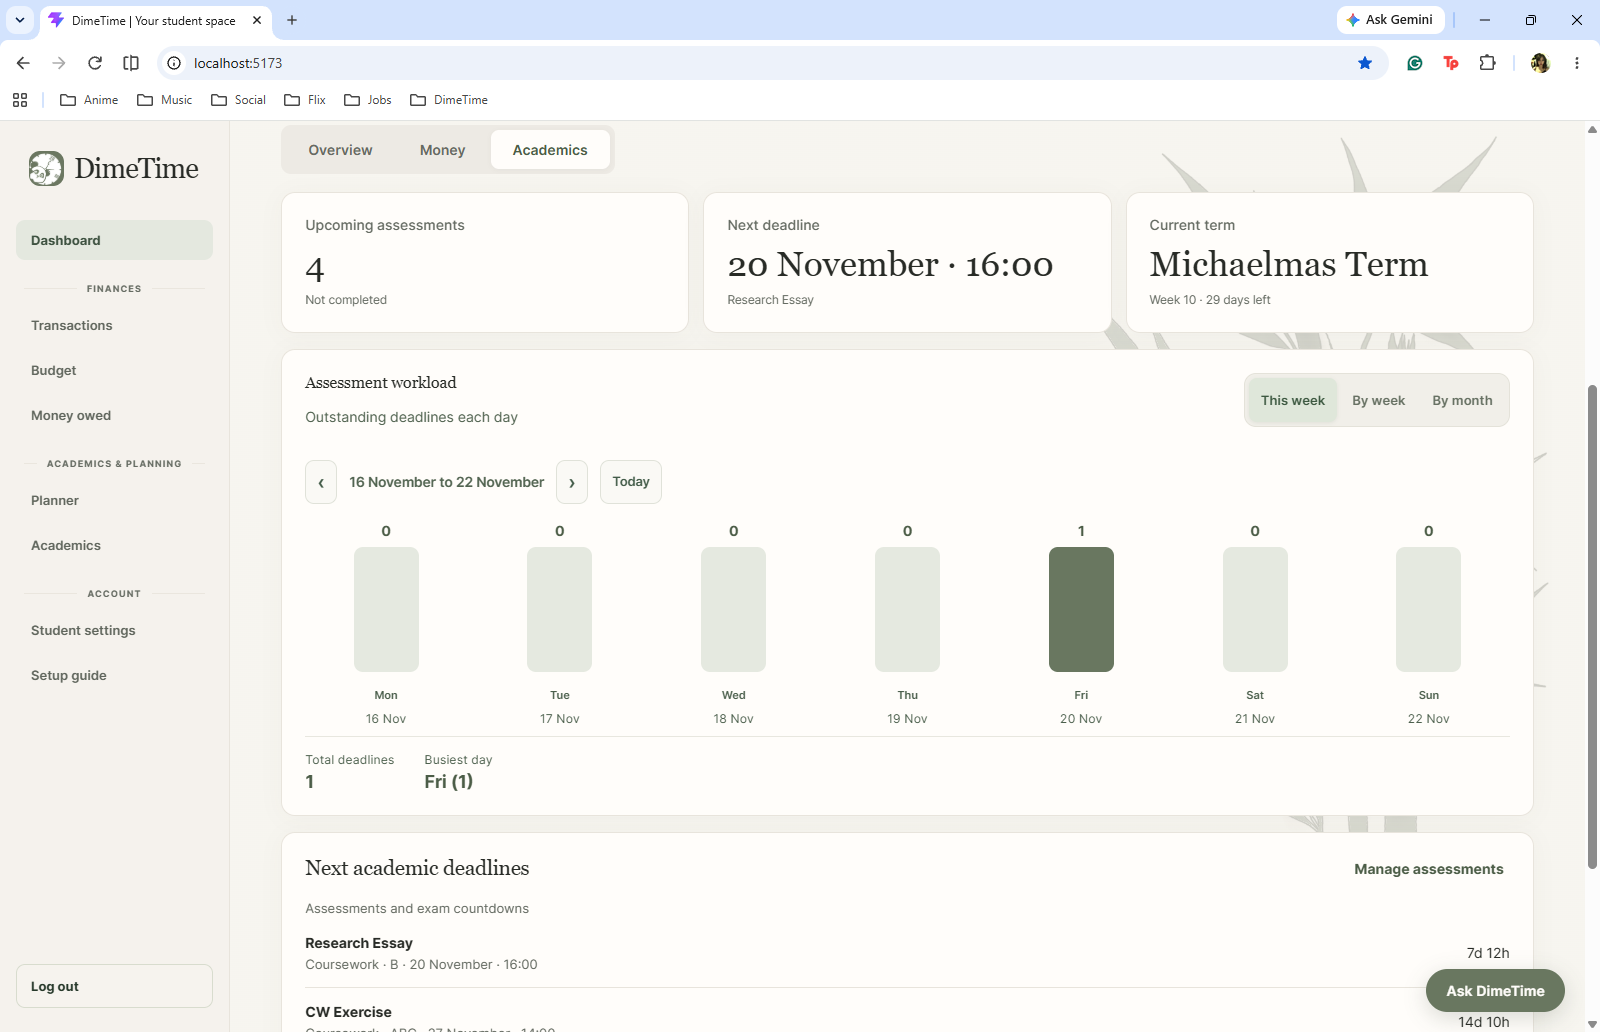 DimeTime | Your student space
Ask Gemini
localhost:5173
Anime
Music
Social
Flix
Jobs
DimeTime
DimeTime
Dashboard
FINANCES
Transactions
Budget
Money owed
ACADEMICS & PLANNING
Planner
Academics
ACCOUNT
Student settings
Setup guide
Log out
Overview
Money
Academics
Upcoming assessments
4
Not completed
Next deadline
20 November · 16:00
Research Essay
Current term
Michaelmas Term
Week 10 · 29 days left
Assessment workload
Outstanding deadlines each day
This week
By week
By month
‹
16 November to 22 November
›
Today
0 0 0 0 1 0 0
Mon Tue Wed Thu Fri Sat Sun
16 Nov 17 Nov 18 Nov 19 Nov 20 Nov 21 Nov 22 Nov
Total deadlines
1
Busiest day
Fri (1)
Next academic deadlines
Manage assessments
Assessments and exam countdowns
Research Essay
Coursework · B · 20 November · 16:00
7d 12h
CW Exercise
Coursework · ABC · 27 November · 14:00
14d 10h
Ask DimeTime